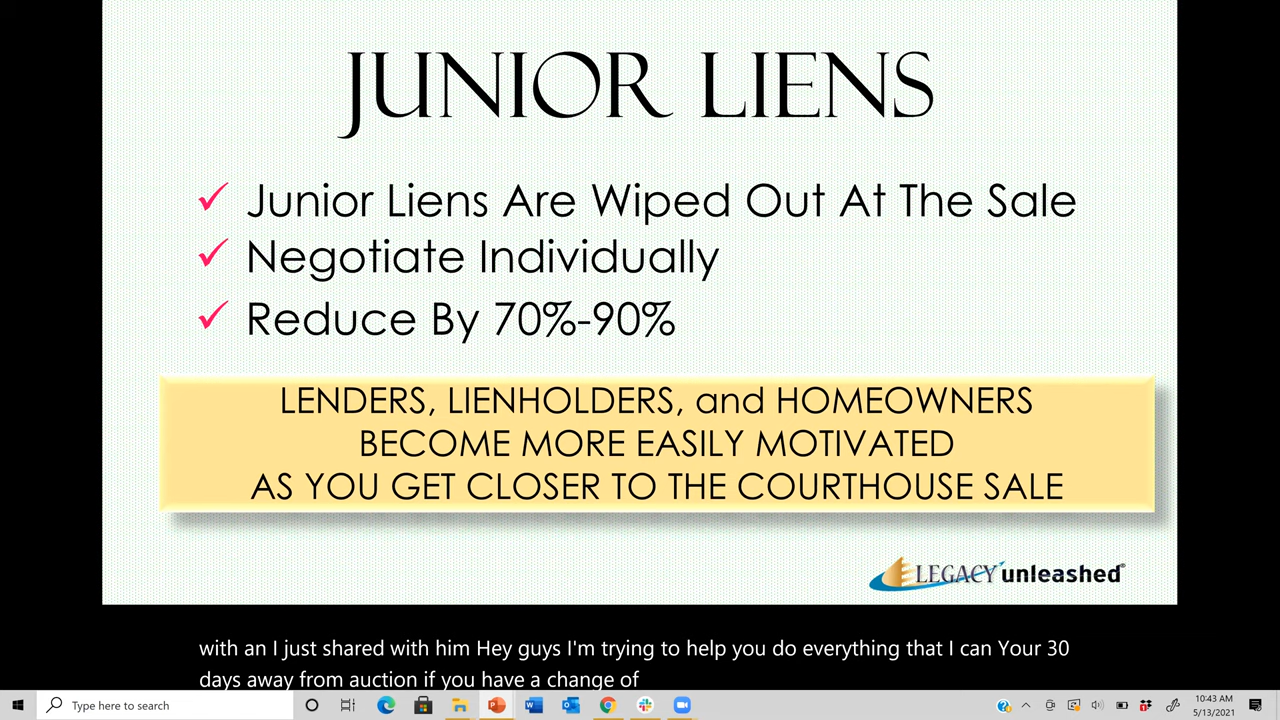 JUNIOR LIENS
✓ Junior Liens Are Wiped Out At The Sale
✓ Negotiate Individually
✓ Reduce By 70%-90%
LENDERS, LIENHOLDERS, and HOMEOWNERS
BECOME MORE EASILY MOTIVATED
AS YOU GET CLOSER TO THE COURTHOUSE SALE
LEGACY unleashed®
with an I just shared with him Hey guys I'm trying to help you do everything that I can Your 30
days away from auction if you have a change of
Type here to search
10:43 AM
5/13/2021